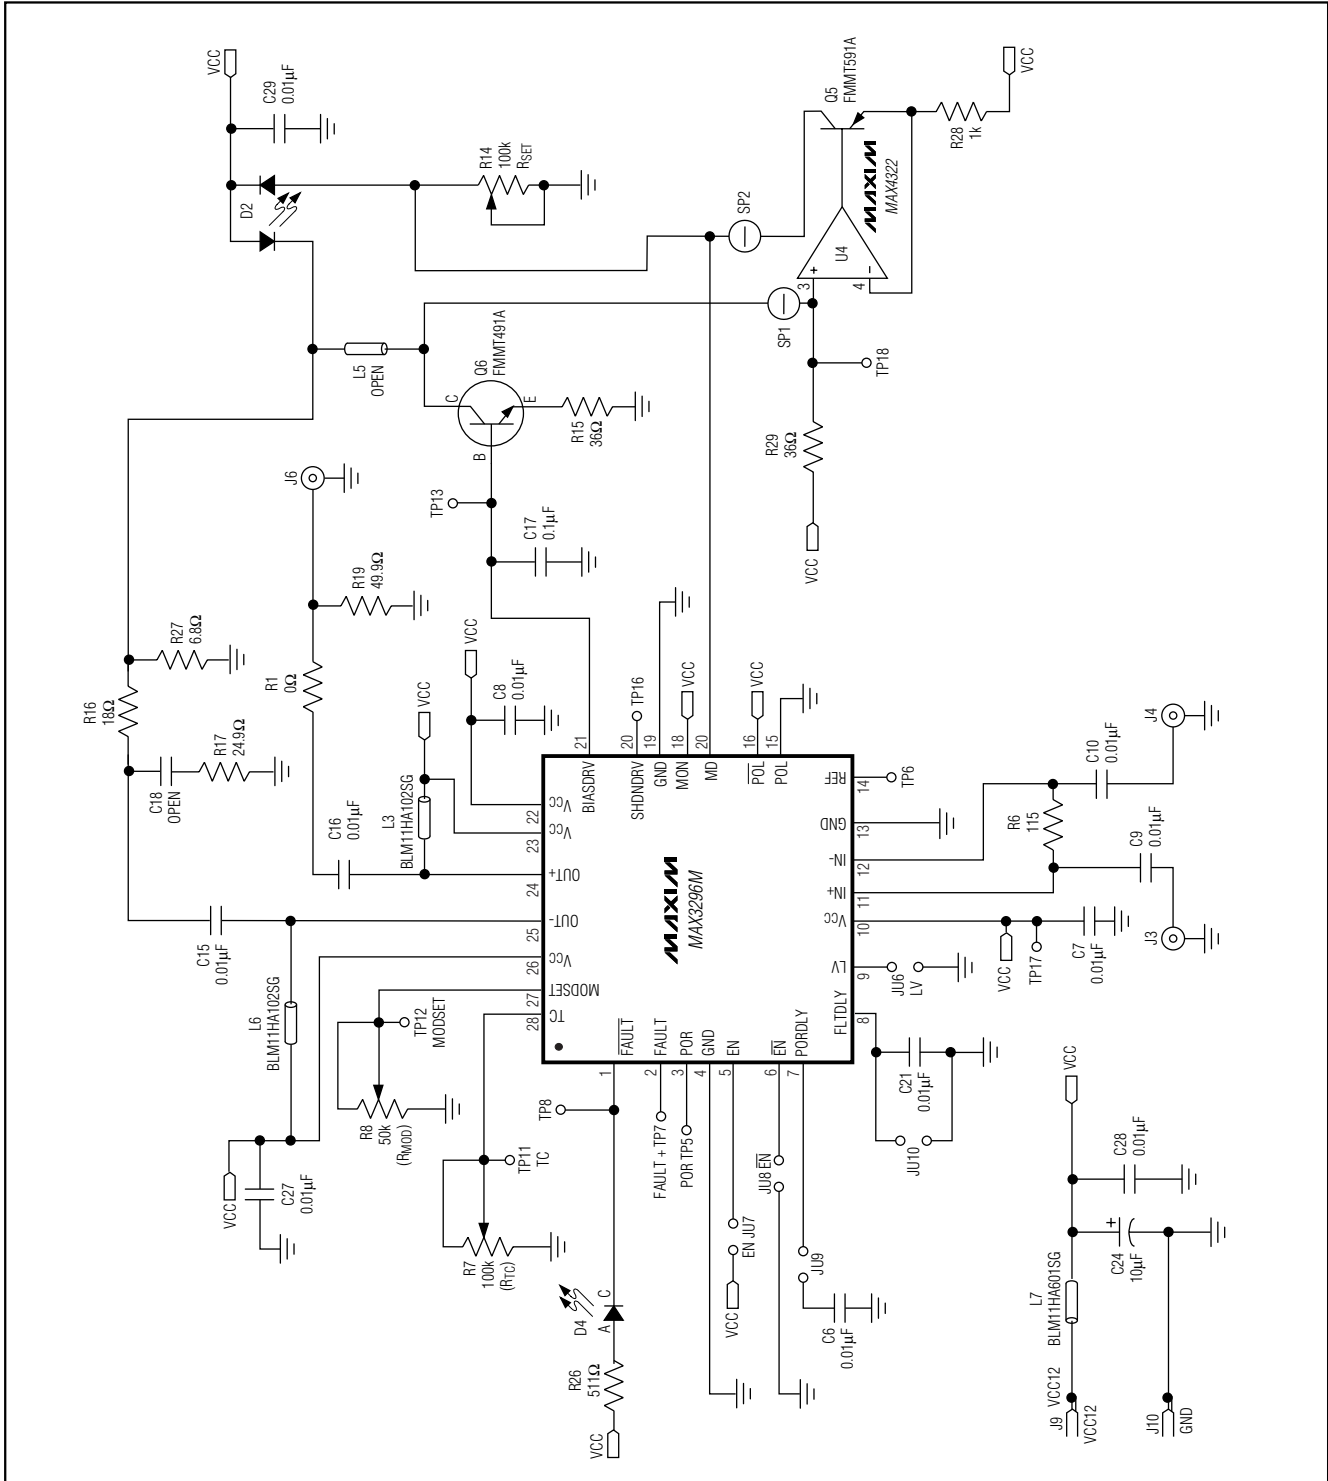 VCC
C29
0.01µF
D2
R14
100k
RSET
SP2
Q5
FMMT591A
VCC
R28
1k
MAXIM
MAX4322
U4
+
-
3
4
SP1
TP18
R29
36Ω
VCC
L5
OPEN
C
B
E
Q6
FMMT491A
R15
36Ω
TP13
C17
0.1µF
J6
R19
49.9Ω
R1
0Ω
R27
6.8Ω
R16
18Ω
R17
24.9Ω
C18
OPEN
C16
0.01µF
L3
BLM11HA102SG
VCC
VCC
C8
0.01µF
C15
0.01µF
L6
BLM11HA102SG
VCC
C27
0.01µF
R8
50k
(RMOD)
TP12
MODSET
R7
100k
(RTC)
TP11
TC
MAXIM
MAX3296M
22
VCC
23
VCC
24
OUT+
25
OUT-
26
VCC
27
MODSET
28
TC
21
BIASDRV
20
SHDNDRV
TP16
19
GND
18
MON
VCC
20
MD
16
POL
VCC
15
POL
14
REF
TP6
13
GND
12
IN-
11
IN+
10
VCC
9
LV
8
FLTDLY
1
FAULT
2
FAULT
3
POR
4
GND
5
EN
6
EN
7
PORDLY
TP8
D4
A
C
R26
511Ω
VCC
FAULT + TP7
POR TP5
EN JU7
VCC
JU8 EN
JU9
C6
0.01µF
JU10
C21
0.01µF
JU6
LV
VCC
TP17
C7
0.01µF
R6
115
C10
0.01µF
J4
C9
0.01µF
J3
J9
VCC12
VCC12
L7
BLM11HA601SG
VCC
C28
0.01µF
+
C24
10µF
J10
GND